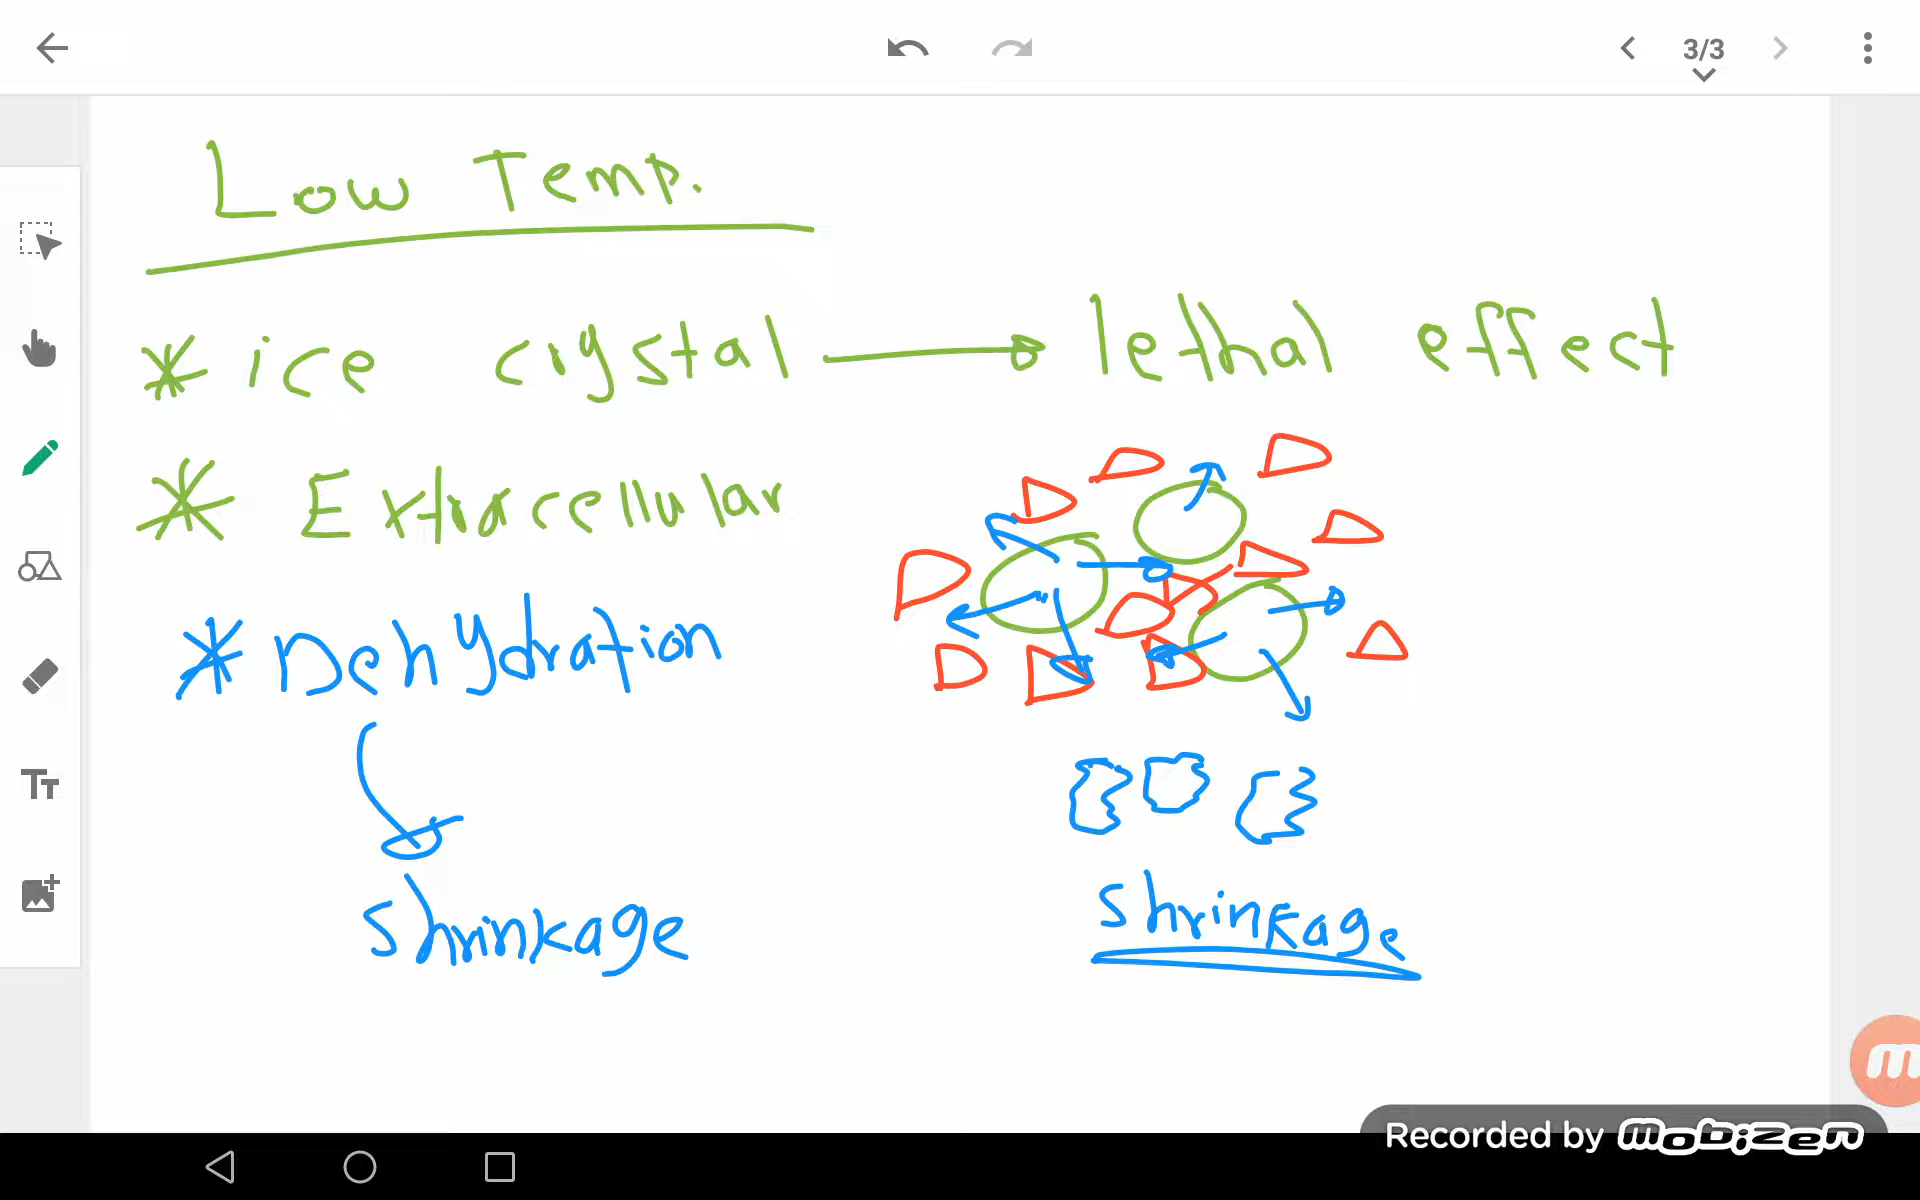 3/3
Low Temp.
* ice crystal → lethal effect
* Extracellular
* Dehydration
Shrinkage
Shrinkage
Recorded by mobizen